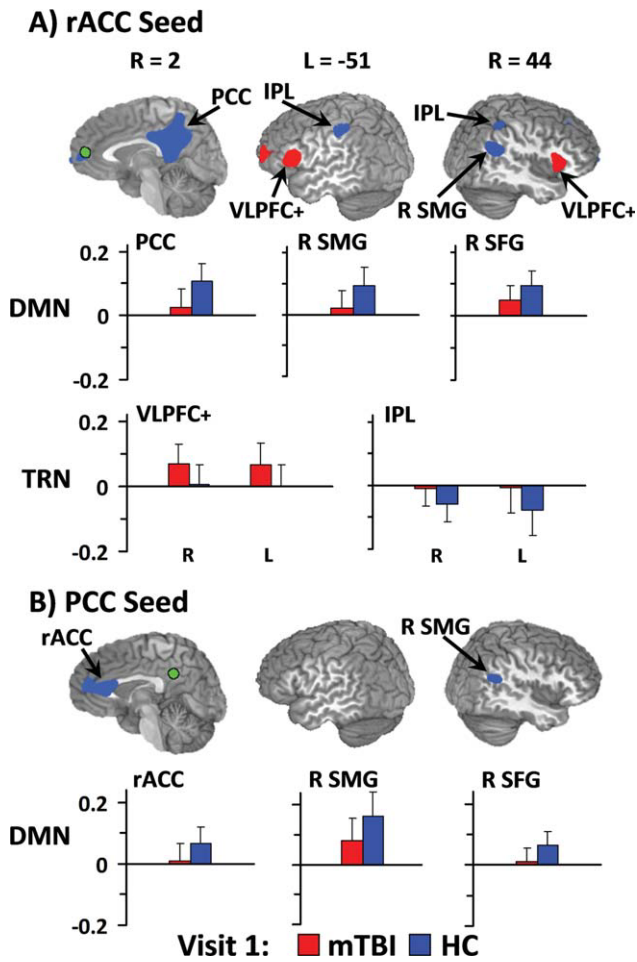 A) rACC Seed
R = 2 L = -51 R = 44
PCC IPL IPL
VLPFC+ R SMG VLPFC+
PCC R SMG R SFG
0.2
DMN 0
-0.2
VLPFC+ IPL
0.2
TRN 0
-0.2
R L R L
B) PCC Seed
rACC R SMG
rACC R SMG R SFG
0.2
DMN 0
-0.2
Visit 1: mTBI HC